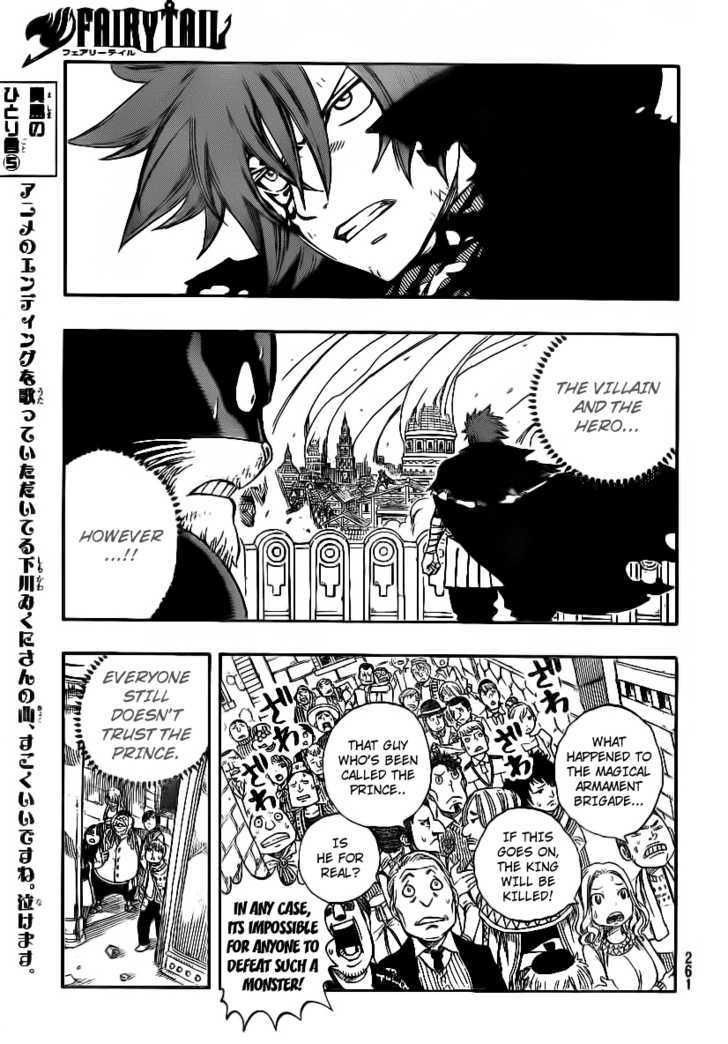 FAIRY TAIL
フェアリーテイル
真島の
ひとり言⑤
アニメのエンディングを歌っていただいてる下川みくにさんの曲、すごくいいですね。泣けます。
THE VILLAIN
AND THE
HERO...
HOWEVER
...!!
WHAT
HAPPENED TO
THE MAGICAL
ARMAMENT
BRIGADE...
THAT GUY
WHO'S BEEN
CALLED THE
PRINCE..
IF THIS
GOES ON,
THE KING
WILL BE
KILLED!
IS
HE FOR
REAL?
IN ANY CASE,
ITS IMPOSSIBLE
FOR ANYONE TO
DEFEAT SUCH A
MONSTER!
ざわ
ざわ
EVERYONE
STILL
DOESN'T
TRUST THE
PRINCE.
261